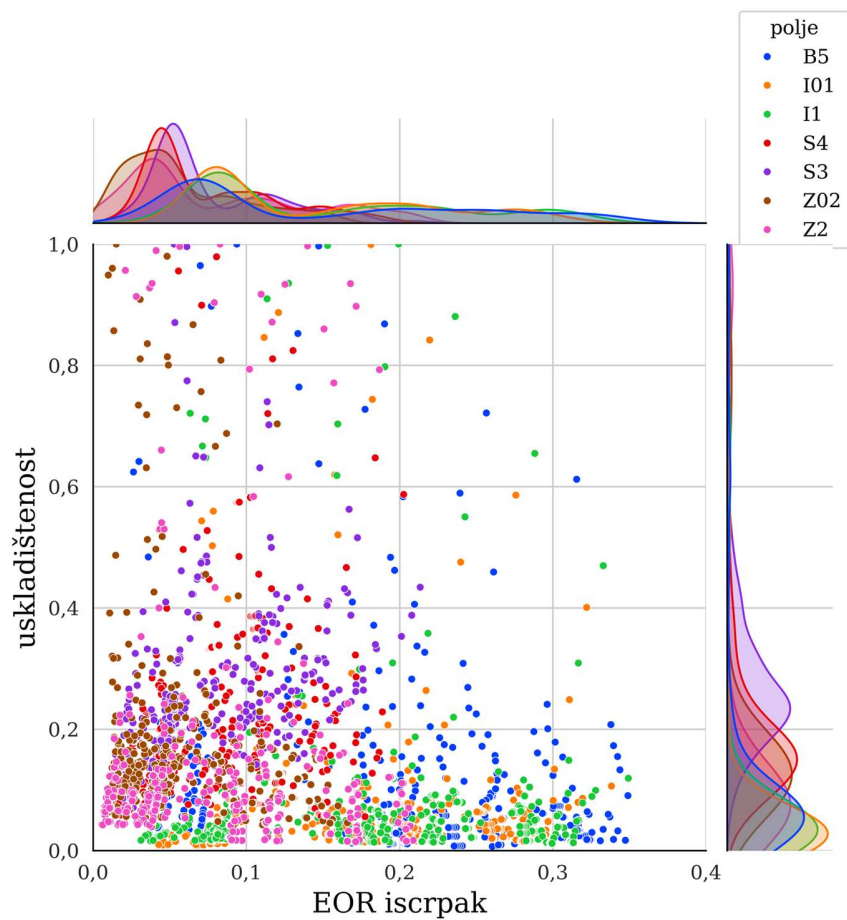 polje
B5
I01
I1
S4
S3
Z02
Z2
1,0
0,8
0,6
0,4
0,2
0,0
uskladištenost
0,0 0,1 0,2 0,3 0,4
EOR iscrpak